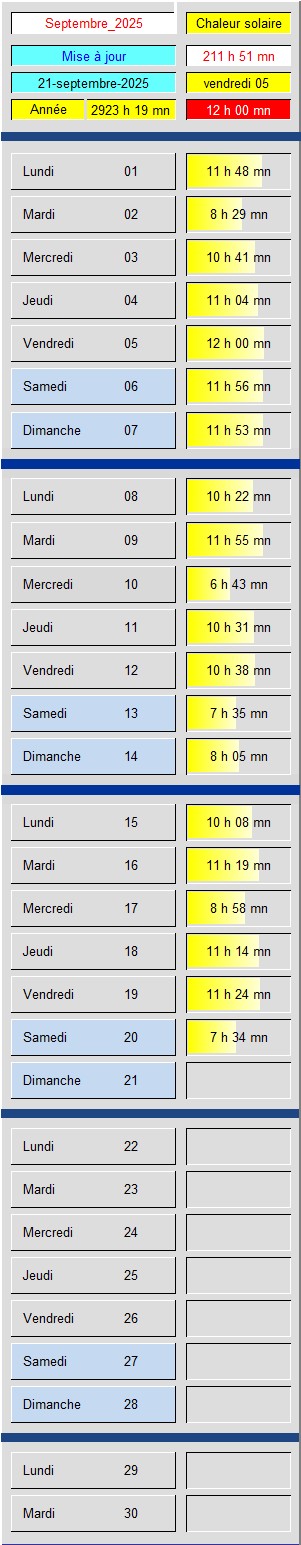 Septembre_2025 Chaleur solaire
Mise à jour 211 h 51 mn
21-septembre-2025 vendredi 05
Année 2923 h 19 mn 12 h 00 mn
Lundi 01 11 h 48 mn
Mardi 02 8 h 29 mn
Mercredi 03 10 h 41 mn
Jeudi 04 11 h 04 mn
Vendredi 05 12 h 00 mn
Samedi 06 11 h 56 mn
Dimanche 07 11 h 53 mn
Lundi 08 10 h 22 mn
Mardi 09 11 h 55 mn
Mercredi 10 6 h 43 mn
Jeudi 11 10 h 31 mn
Vendredi 12 10 h 38 mn
Samedi 13 7 h 35 mn
Dimanche 14 8 h 05 mn
Lundi 15 10 h 08 mn
Mardi 16 11 h 19 mn
Mercredi 17 8 h 58 mn
Jeudi 18 11 h 14 mn
Vendredi 19 11 h 24 mn
Samedi 20 7 h 34 mn
Dimanche 21
Lundi 22
Mardi 23
Mercredi 24
Jeudi 25
Vendredi 26
Samedi 27
Dimanche 28
Lundi 29
Mardi 30